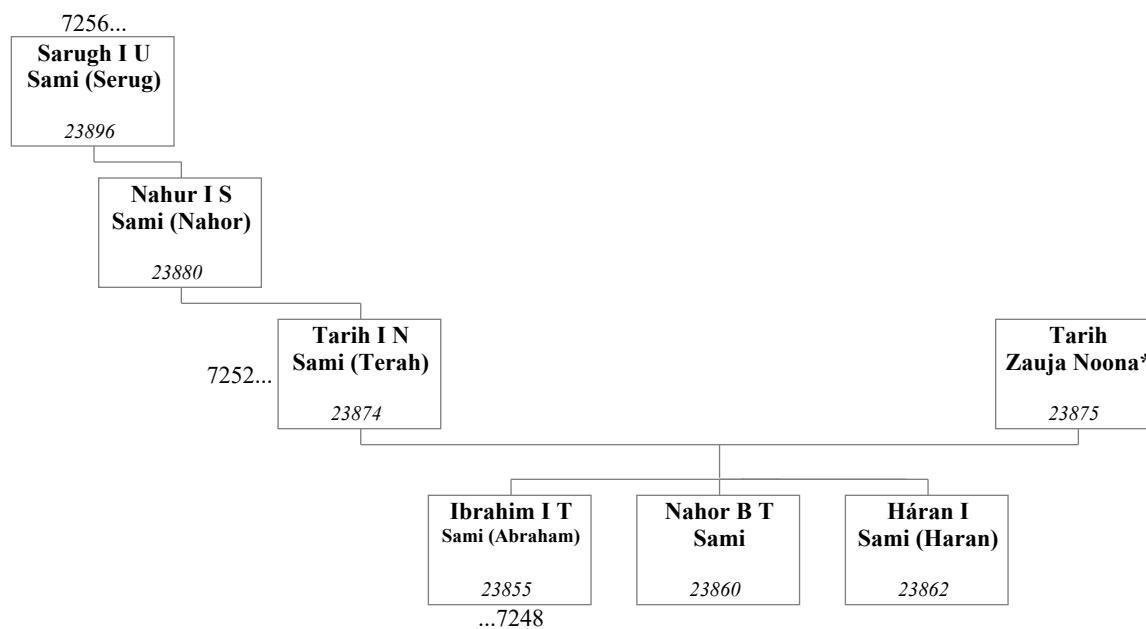 7256...
Sarugh I U
Sami (Serug)
23896
Nahur I S
Sami (Nahor)
23880
7252...
Tarih I N
Sami (Terah)
23874
Tarih
Zauja Noona*
23875
Ibrahim I T
Sami (Abraham)
23855
...7248
Nahor B T
Sami
23860
Háran I
Sami (Haran)
23862